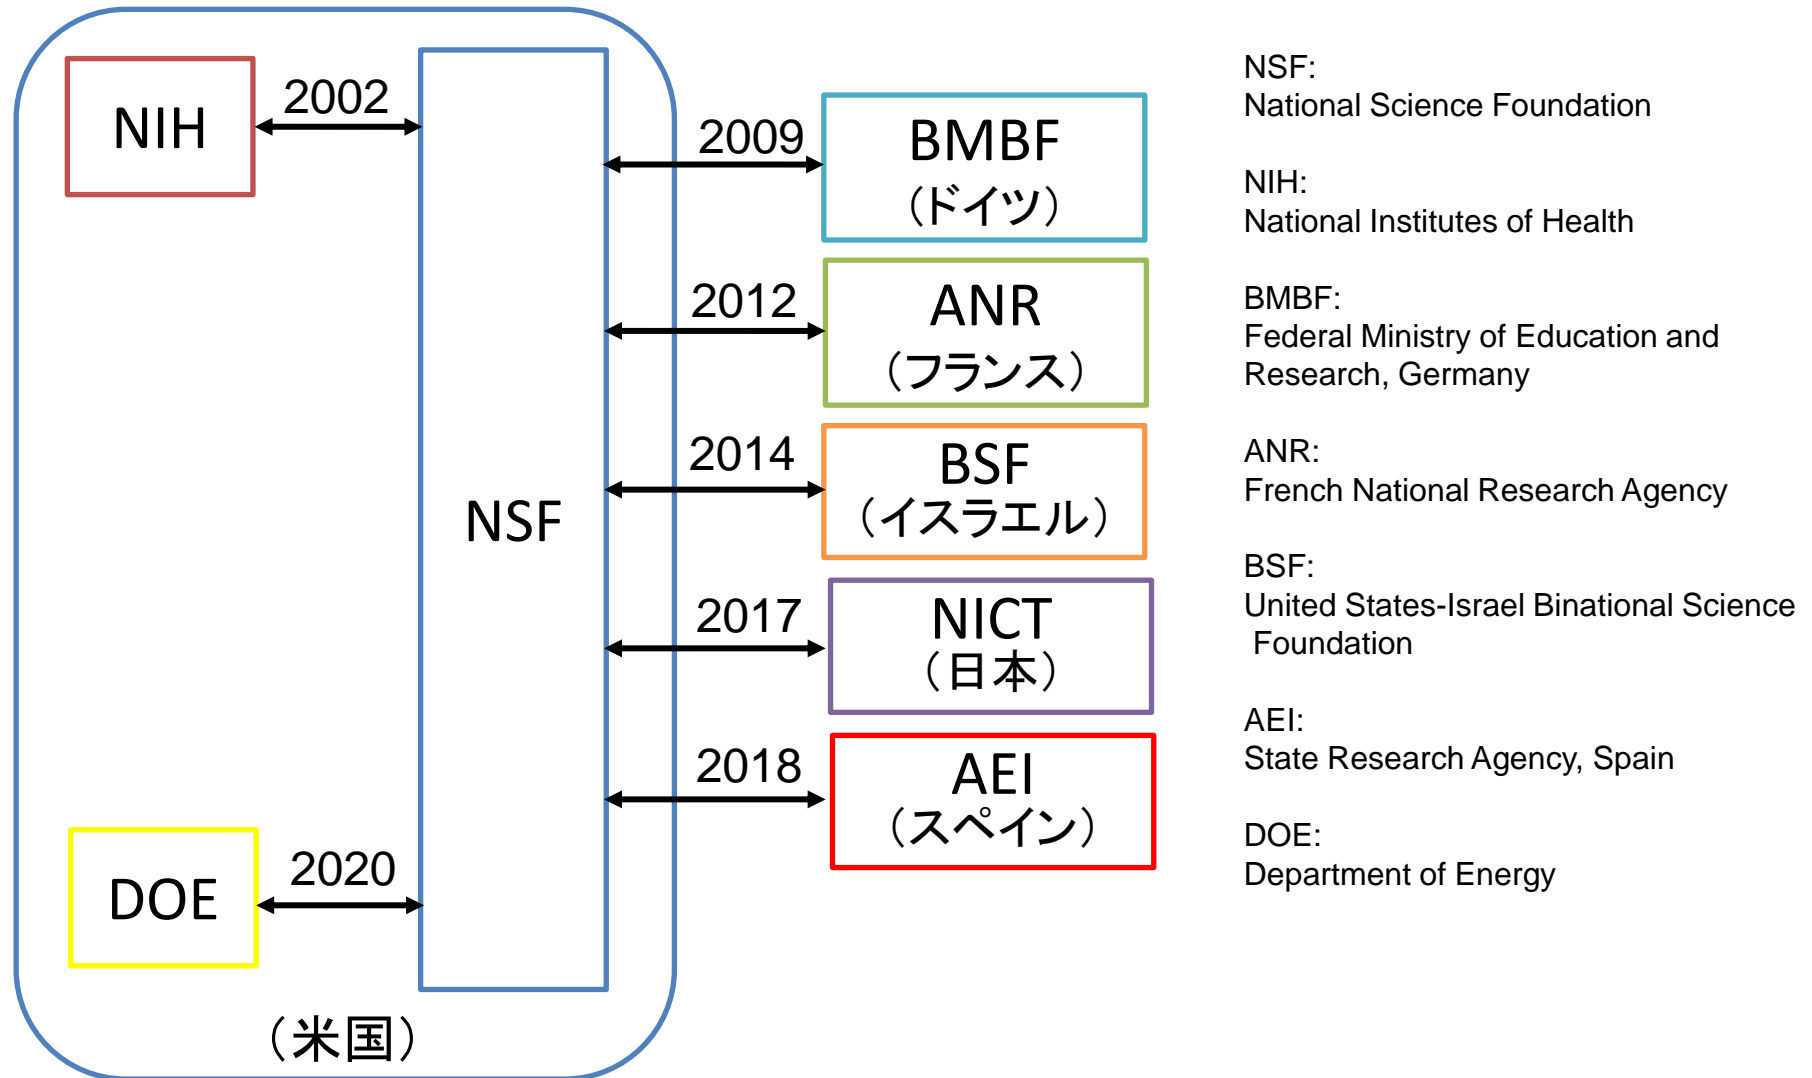 NIH
2002
NSF
DOE
2020
（米国）
2009
BMBF
（ドイツ）
2012
ANR
（フランス）
2014
BSF
（イスラエル）
2017
NICT
（日本）
2018
AEI
（スペイン）
NSF:
National Science Foundation
NIH:
National Institutes of Health
BMBF:
Federal Ministry of Education and
Research, Germany
ANR:
French National Research Agency
BSF:
United States-Israel Binational Science
Foundation
AEI:
State Research Agency, Spain
DOE:
Department of Energy